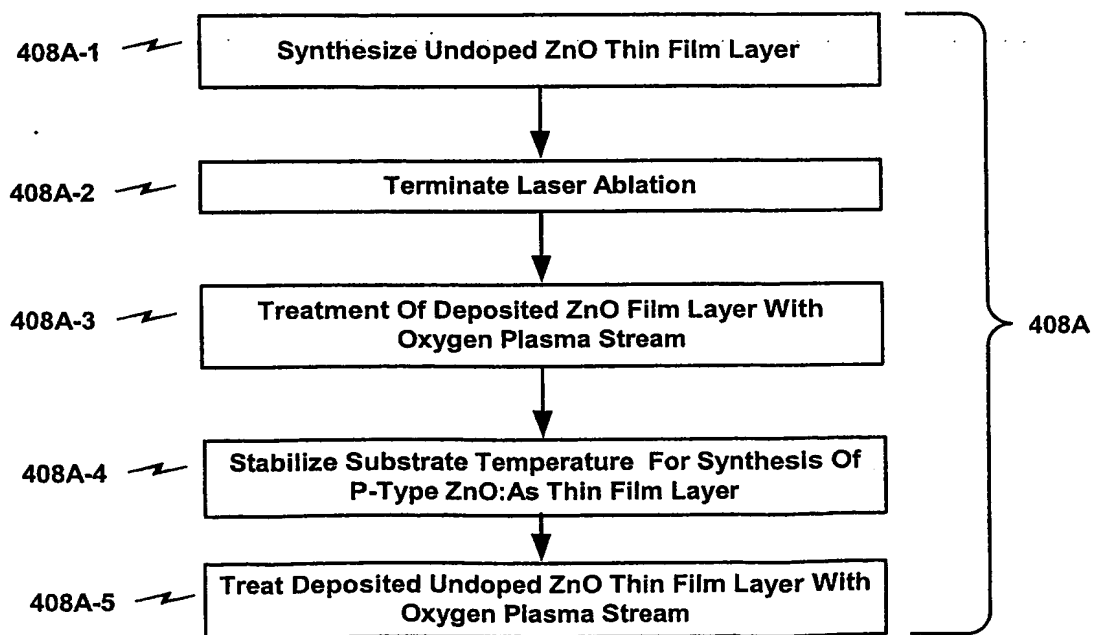 408A-1
Synthesize Undoped ZnO Thin Film Layer
408A-2
Terminate Laser Ablation
408A-3
Treatment Of Deposited ZnO Film Layer With
Oxygen Plasma Stream
408A
408A-4
Stabilize Substrate Temperature For Synthesis Of
P-Type ZnO:As Thin Film Layer
408A-5
Treat Deposited Undoped ZnO Thin Film Layer With
Oxygen Plasma Stream